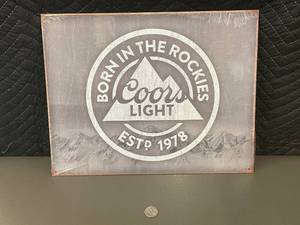 BORN IN THE ROCKIES
Coors
LIGHT
ESTD 1978